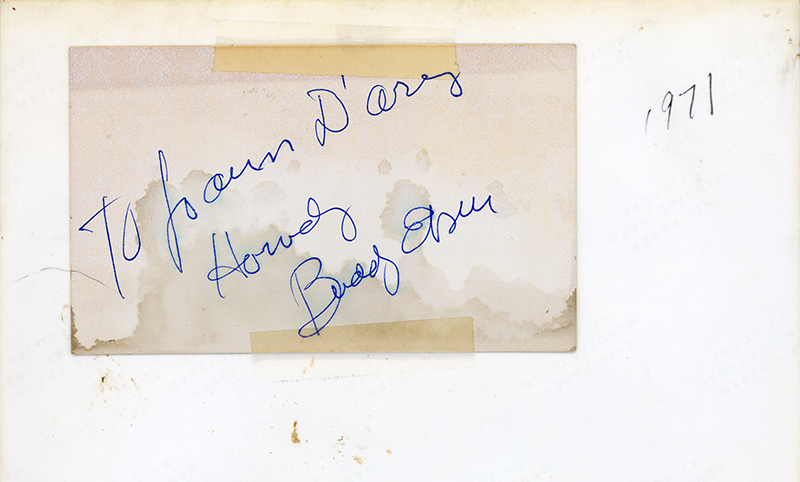 To Joann D'arcy
Howdy
Buddy Ebsen
1971